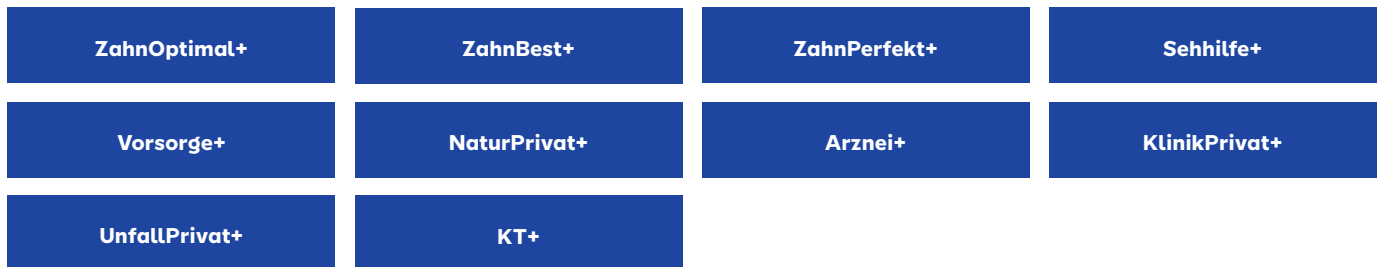 ZahnOptimal+
ZahnBest+
ZahnPerfekt+
Sehhilfe+
Vorsorge+
NaturPrivat+
Arznei+
KlinikPrivat+
UnfallPrivat+
KT+